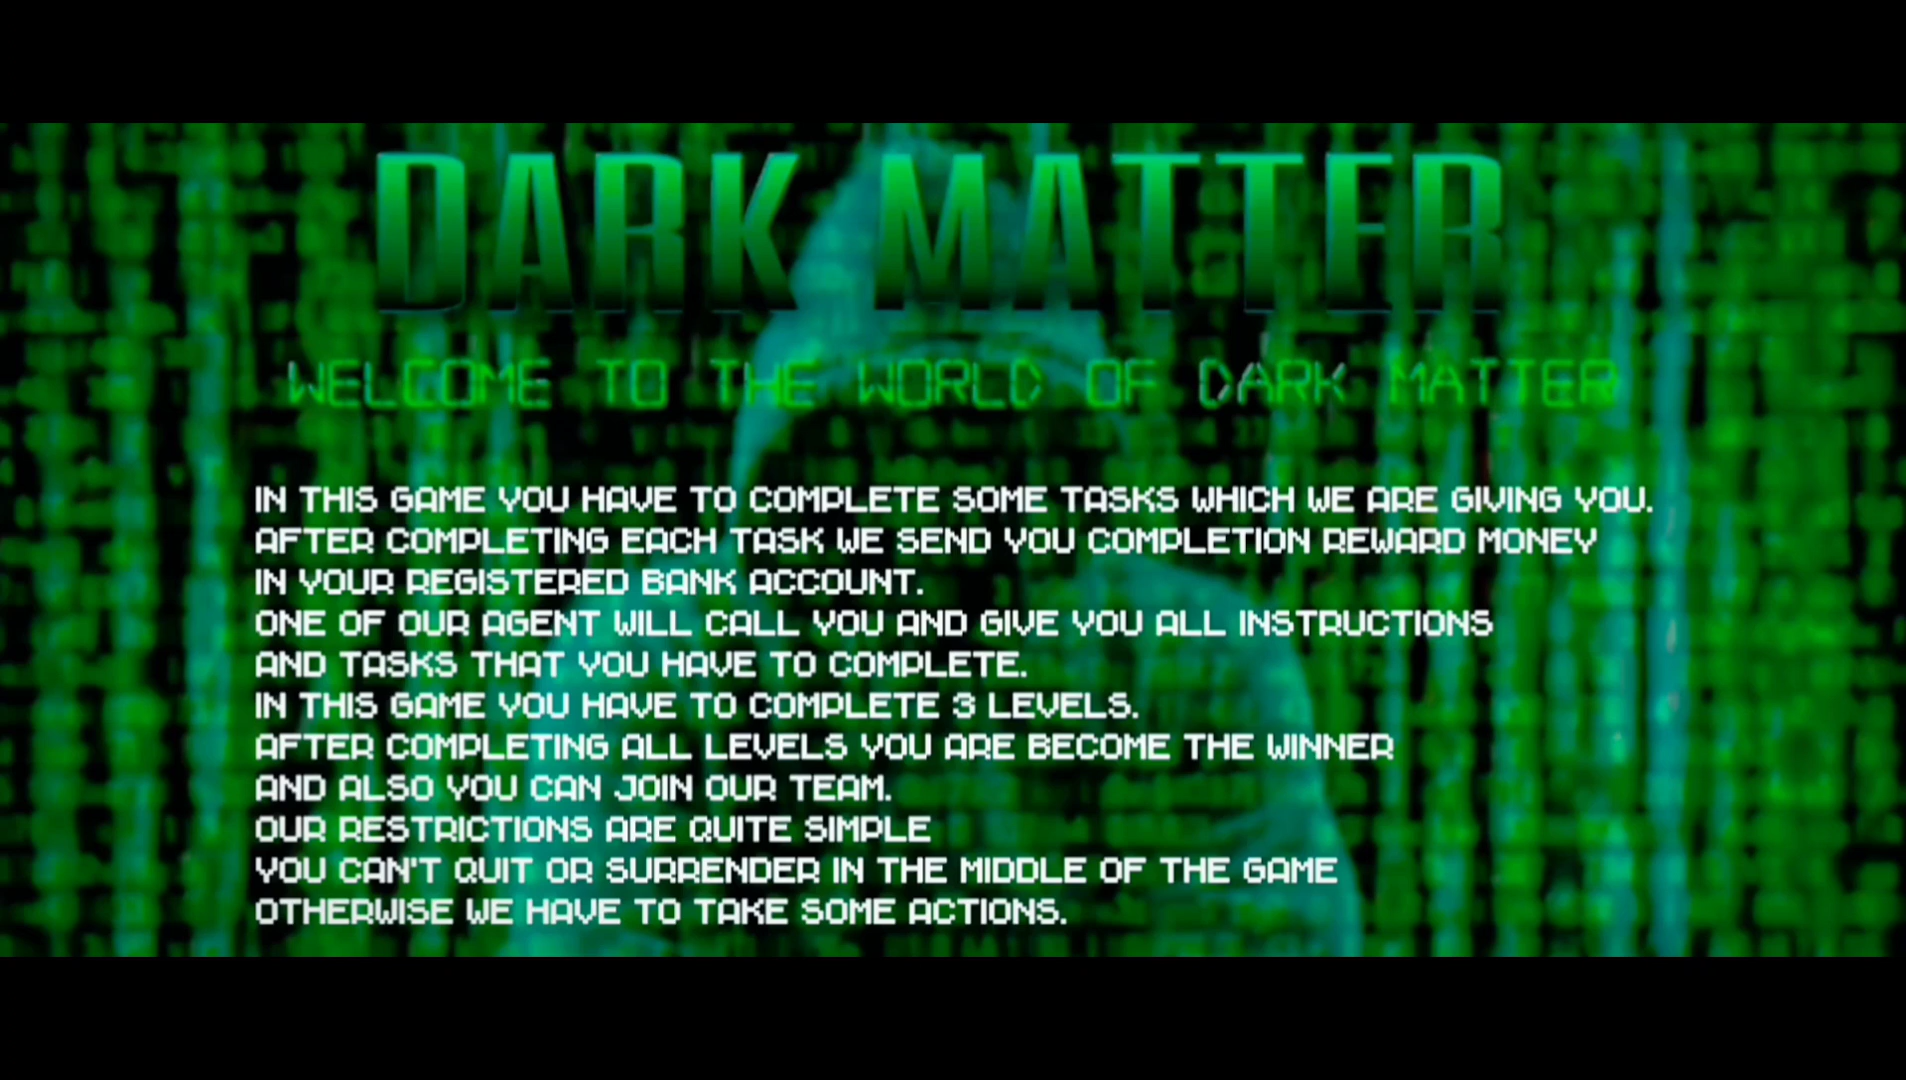 DARK MATTER
WELCOME TO THE WORLD OF DARK MATTER
IN THIS GAME YOU HAVE TO COMPLETE SOME TASKS WHICH WE ARE GIVING YOU.
AFTER COMPLETING EACH TASK WE SEND YOU COMPLETION REWARD MONEY
IN YOUR REGISTERED BANK ACCOUNT.
ONE OF OUR AGENT WILL CALL YOU AND GIVE YOU ALL INSTRUCTIONS
AND TASKS THAT YOU HAVE TO COMPLETE.
IN THIS GAME YOU HAVE TO COMPLETE 3 LEVELS.
AFTER COMPLETING ALL LEVELS YOU ARE BECOME THE WINNER
AND ALSO YOU CAN JOIN OUR TEAM.
OUR RESTRICTIONS ARE QUITE SIMPLE
YOU CAN'T QUIT OR SURRENDER IN THE MIDDLE OF THE GAME
OTHERWISE WE HAVE TO TAKE SOME ACTIONS.